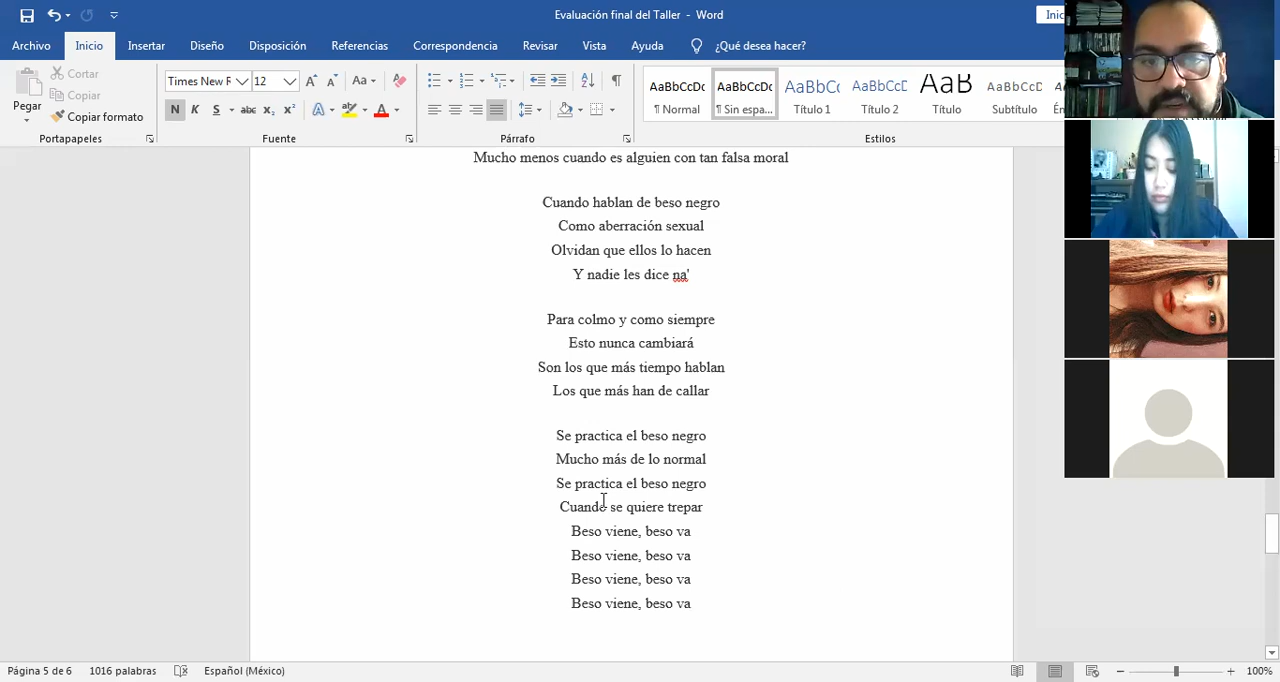 Evaluación final del Taller - Word
Inic
Archivo Inicio Insertar Diseño Disposición Referencias Correspondencia Revisar Vista Ayuda ¿Qué desea hacer?
Pegar
Cortar
Copiar
Copiar formato
Portapapeles
Times New R 12
N K S abc x₂ x²
Fuente
Párrafo
AaBbCcDc AaBbCcDc AaBbCc AaBbCcD AaB AaBbCcD
¶ Normal ¶ Sin espa... Título 1 Título 2 Título Subtítulo
Estilos
Mucho menos cuando es alguien con tan falsa moral
Cuando hablan de beso negro
Como aberración sexual
Olvidan que ellos lo hacen
Y nadie les dice na'
Para colmo y como siempre
Esto nunca cambiará
Son los que más tiempo hablan
Los que más han de callar
Se practica el beso negro
Mucho más de lo normal
Se practica el beso negro
Cuando se quiere trepar
Beso viene, beso va
Beso viene, beso va
Beso viene, beso va
Beso viene, beso va
Página 5 de 6 1016 palabras Español (México) 100%